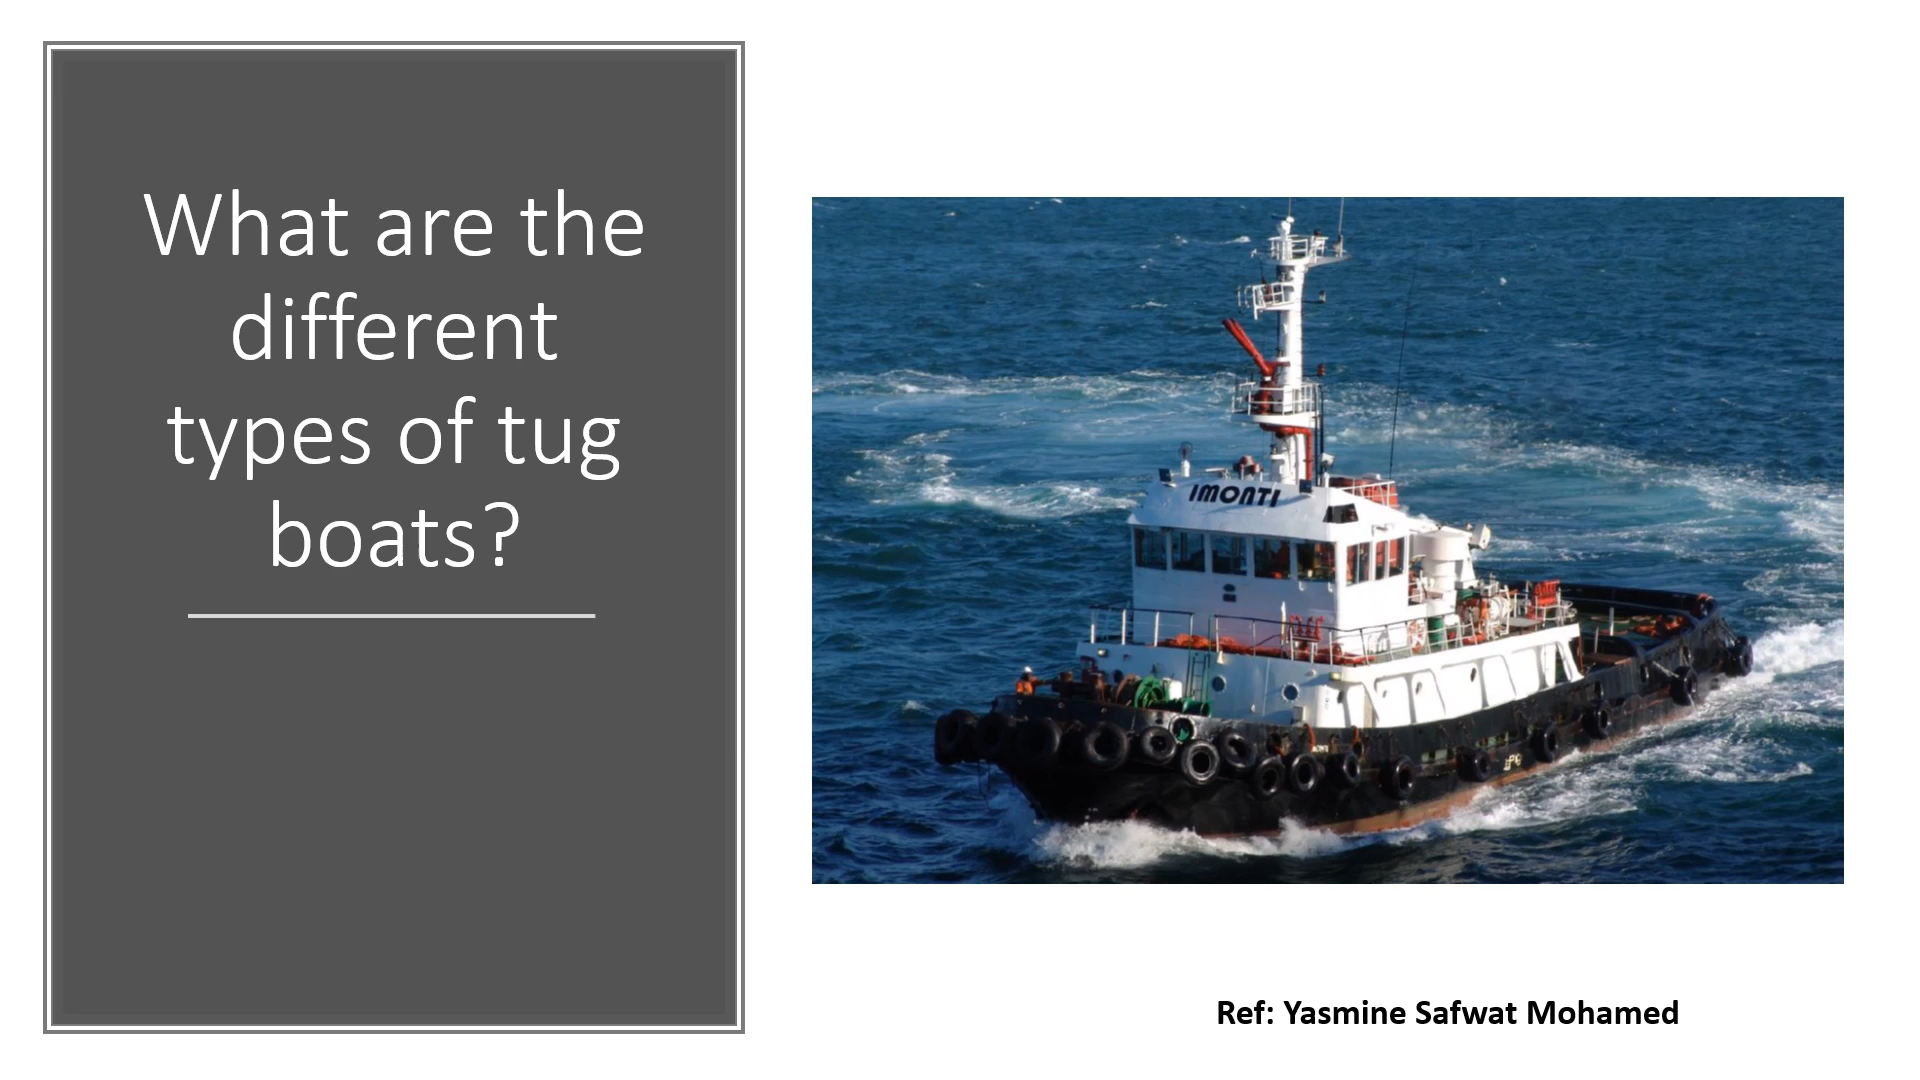 What are the
different
types of tug
boats?
IMONTI
Ref: Yasmine Safwat Mohamed